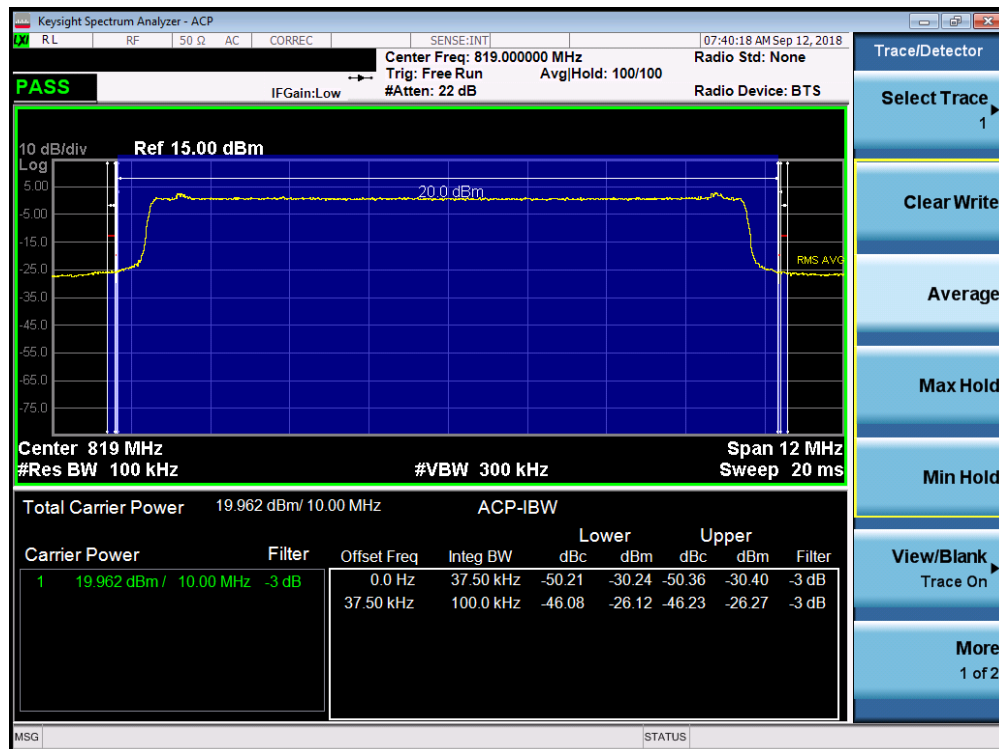 Keysight Spectrum Analyzer - ACP
LXI RL RF 50 Ω AC CORREC SENSE:INT 07:40:18 AM Sep 12, 2018
Center Freq: 819.000000 MHz Radio Std: None
Trig: Free Run Avg|Hold: 100/100
PASS IFGain:Low #Atten: 22 dB Radio Device: BTS
10 dB/div Ref 15.00 dBm
Log
5.00
20.0 dBm
-5.00
-15.0
-25.0 RMS AVG
-35.0
-45.0
-55.0
-65.0
-75.0
Center 819 MHz Span 12 MHz
#Res BW 100 kHz #VBW 300 kHz Sweep 20 ms
Total Carrier Power 19.962 dBm/ 10.00 MHz ACP-IBW
Lower Upper
Carrier Power Filter Offset Freq Integ BW dBc dBm dBc dBm Filter
1 19.962 dBm / 10.00 MHz -3 dB 0.0 Hz 37.50 kHz -50.21 -30.24 -50.36 -30.40 -3 dB
37.50 kHz 100.0 kHz -46.08 -26.12 -46.23 -26.27 -3 dB
MSG STATUS
Trace/Detector
Select Trace
1
Clear Write
Average
Max Hold
Min Hold
View/Blank
Trace On
More
1 of 2